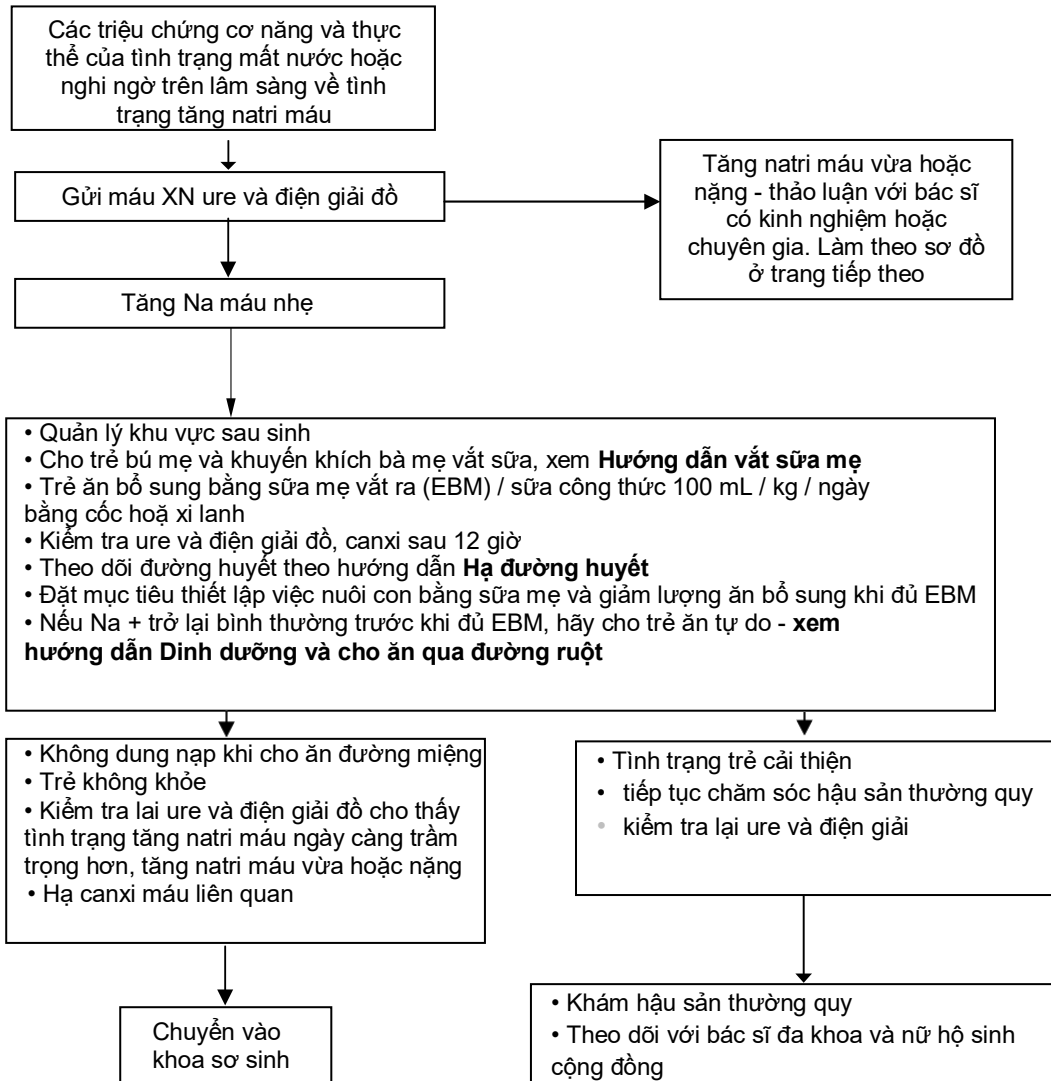 Các triệu chứng cơ năng và thực
thể của tình trạng mất nước hoặc
nghi ngờ trên lâm sàng về tình
trạng tăng natri máu
Gửi máu XN ure và điện giải đồ
Tăng natri máu vừa hoặc
nặng - thảo luận với bác sĩ
có kinh nghiệm hoặc
chuyên gia. Làm theo sơ đồ
ở trang tiếp theo
Tăng Na máu nhẹ
• Quản lý khu vực sau sinh
• Cho trẻ bú mẹ và khuyến khích bà mẹ vắt sữa, xem Hướng dẫn vắt sữa mẹ
• Trẻ ăn bổ sung bằng sữa mẹ vắt ra (EBM) / sữa công thức 100 mL / kg / ngày
bằng cốc hoặ xi lanh
• Kiểm tra ure và điện giải đồ, canxi sau 12 giờ
• Theo dõi đường huyết theo hướng dẫn Hạ đường huyết
• Đặt mục tiêu thiết lập việc nuôi con bằng sữa mẹ và giảm lượng ăn bổ sung khi đủ EBM
• Nếu Na + trở lại bình thường trước khi đủ EBM, hãy cho trẻ ăn tự do - xem
hướng dẫn Dinh dưỡng và cho ăn qua đường ruột
• Không dung nạp khi cho ăn đường miệng
• Trẻ không khỏe
• Kiểm tra lai ure và điện giải đồ cho thấy
tình trạng tăng natri máu ngày càng trầm
trọng hơn, tăng natri máu vừa hoặc nặng
• Hạ canxi máu liên quan
• Tình trạng trẻ cải thiện
• tiếp tục chăm sóc hậu sản thường quy
• kiểm tra lại ure và điện giải
Chuyển vào
khoa sơ sinh
• Khám hậu sản thường quy
• Theo dõi với bác sĩ đa khoa và nữ hộ sinh
cộng đồng